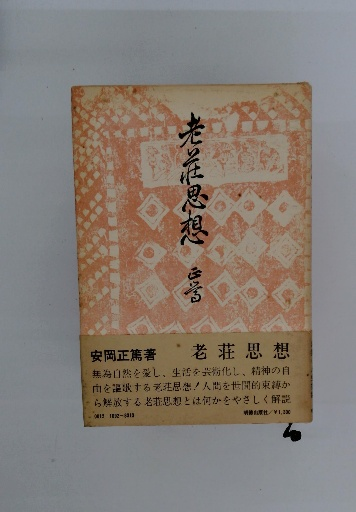 老荘思想
正篤
安岡正篤著 老荘思想
無為自然を愛し、生活を芸術化し、精神の自
由を謳歌する老荘思想！人間を世間的束縛か
ら解放する老荘思想とは何かをやさしく解説
明徳出版社／￥1,200